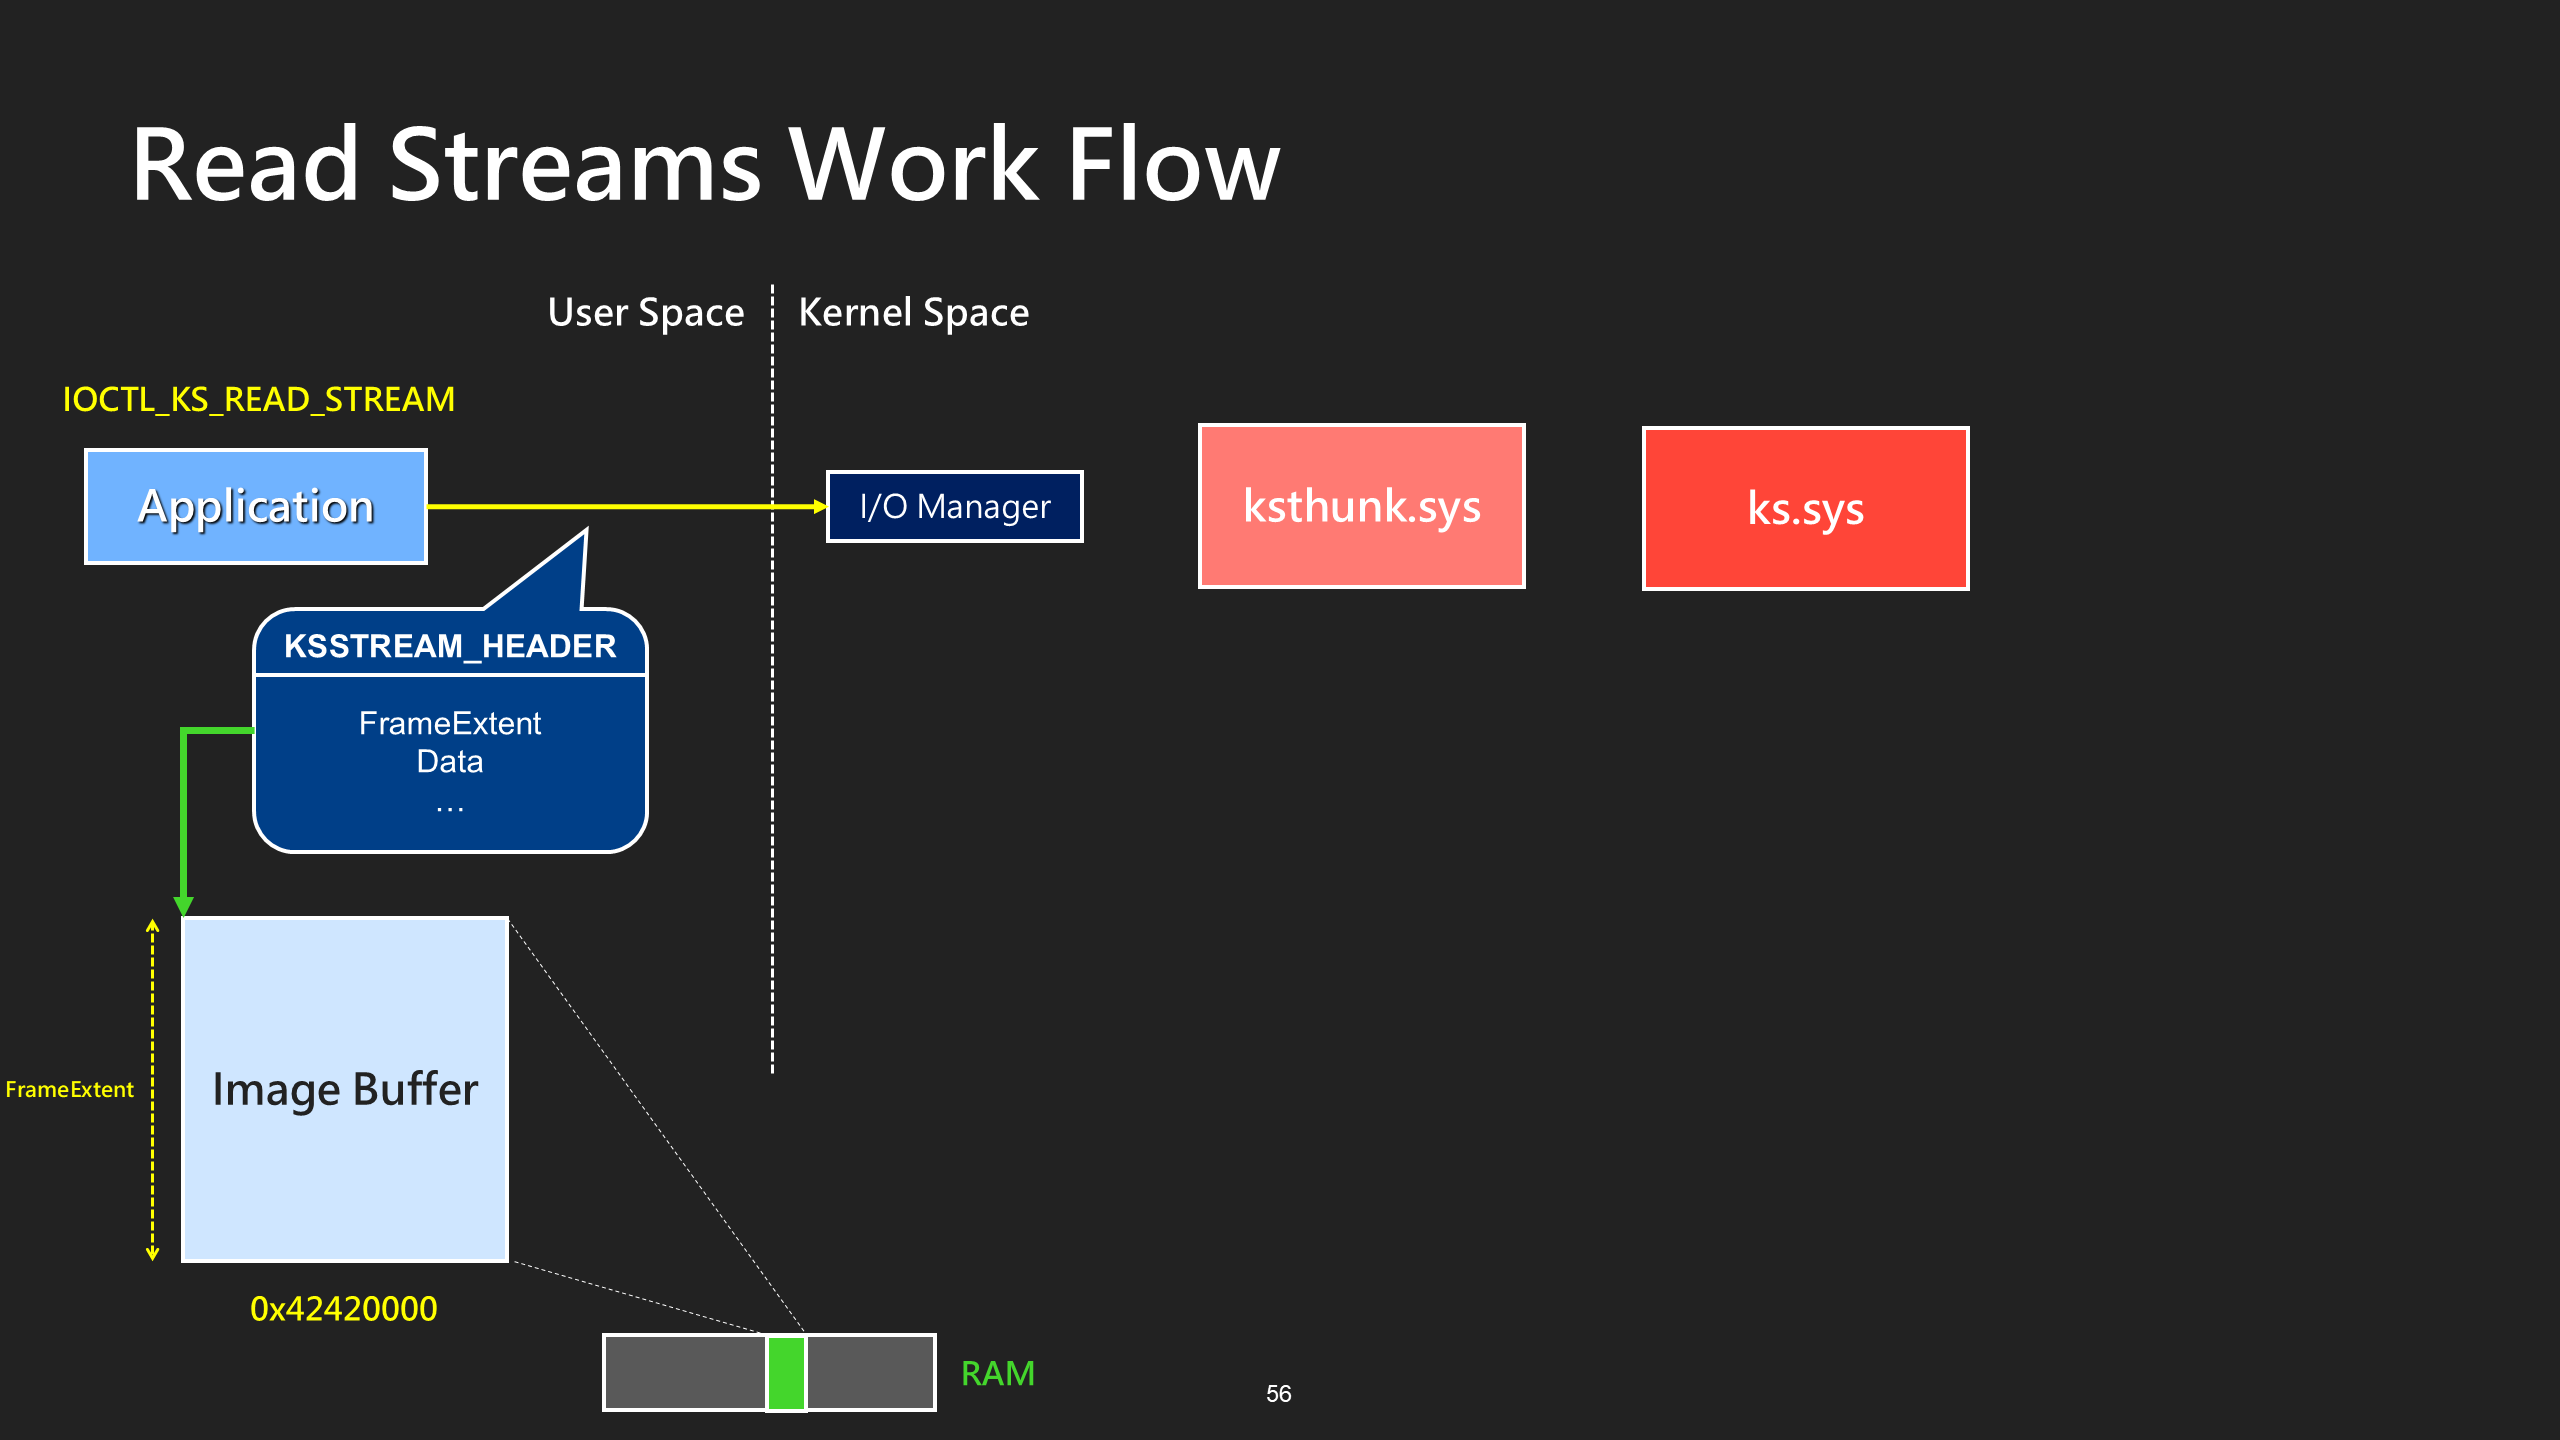 Read Streams Work Flow
User Space
Kernel Space
IOCTL_KS_READ_STREAM
Application
I/O Manager
ksthunk.sys
ks.sys
KSSTREAM_HEADER
FrameExtent
Data
…
FrameExtent
Image Buffer
0x42420000
RAM
56